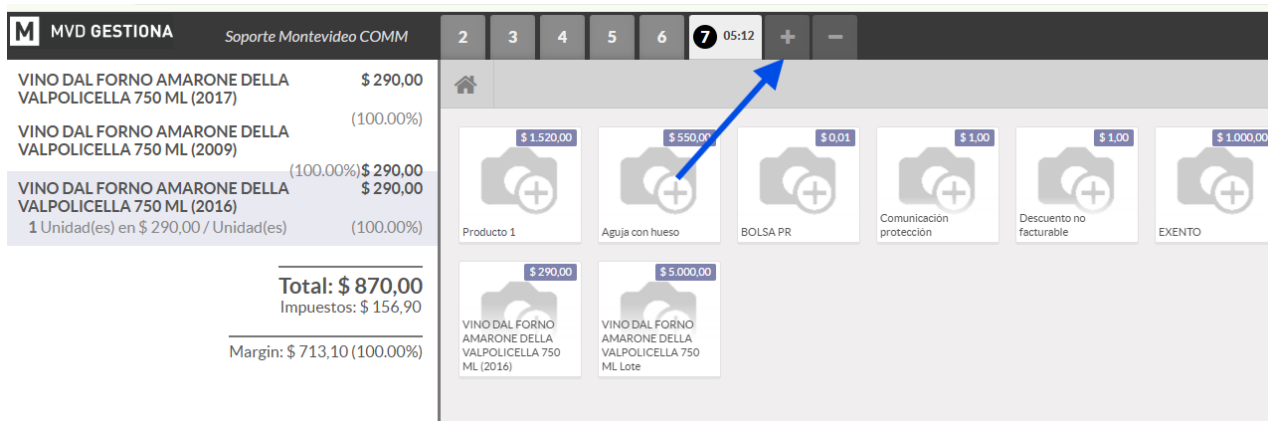 M MVD GESTIONA Soporte Montevideo COMM 2 3 4 5 6 7 05:12 + −
VINO DAL FORNO AMARONE DELLA $ 290,00
VALPOLICELLA 750 ML (2017)
(100.00%)
VINO DAL FORNO AMARONE DELLA
VALPOLICELLA 750 ML (2009)
(100.00%) $ 290,00
VINO DAL FORNO AMARONE DELLA $ 290,00
VALPOLICELLA 750 ML (2016)
1 Unidad(es) en $ 290,00 / Unidad(es) (100.00%)
Total: $ 870,00
Impuestos: $ 156,90
Margin: $ 713,10 (100.00%)
$ 1.520,00
Producto 1
$ 550,00
Aguja con hueso
$ 0,01
BOLSA PR
$ 1,00
Comunicación
protección
$ 1,00
Descuento no
facturable
$ 1.000,00
EXENTO
$ 290,00
VINO DAL FORNO
AMARONE DELLA
VALPOLICELLA 750
ML (2016)
$ 5.000,00
VINO DAL FORNO
AMARONE DELLA
VALPOLICELLA 750
ML Lote